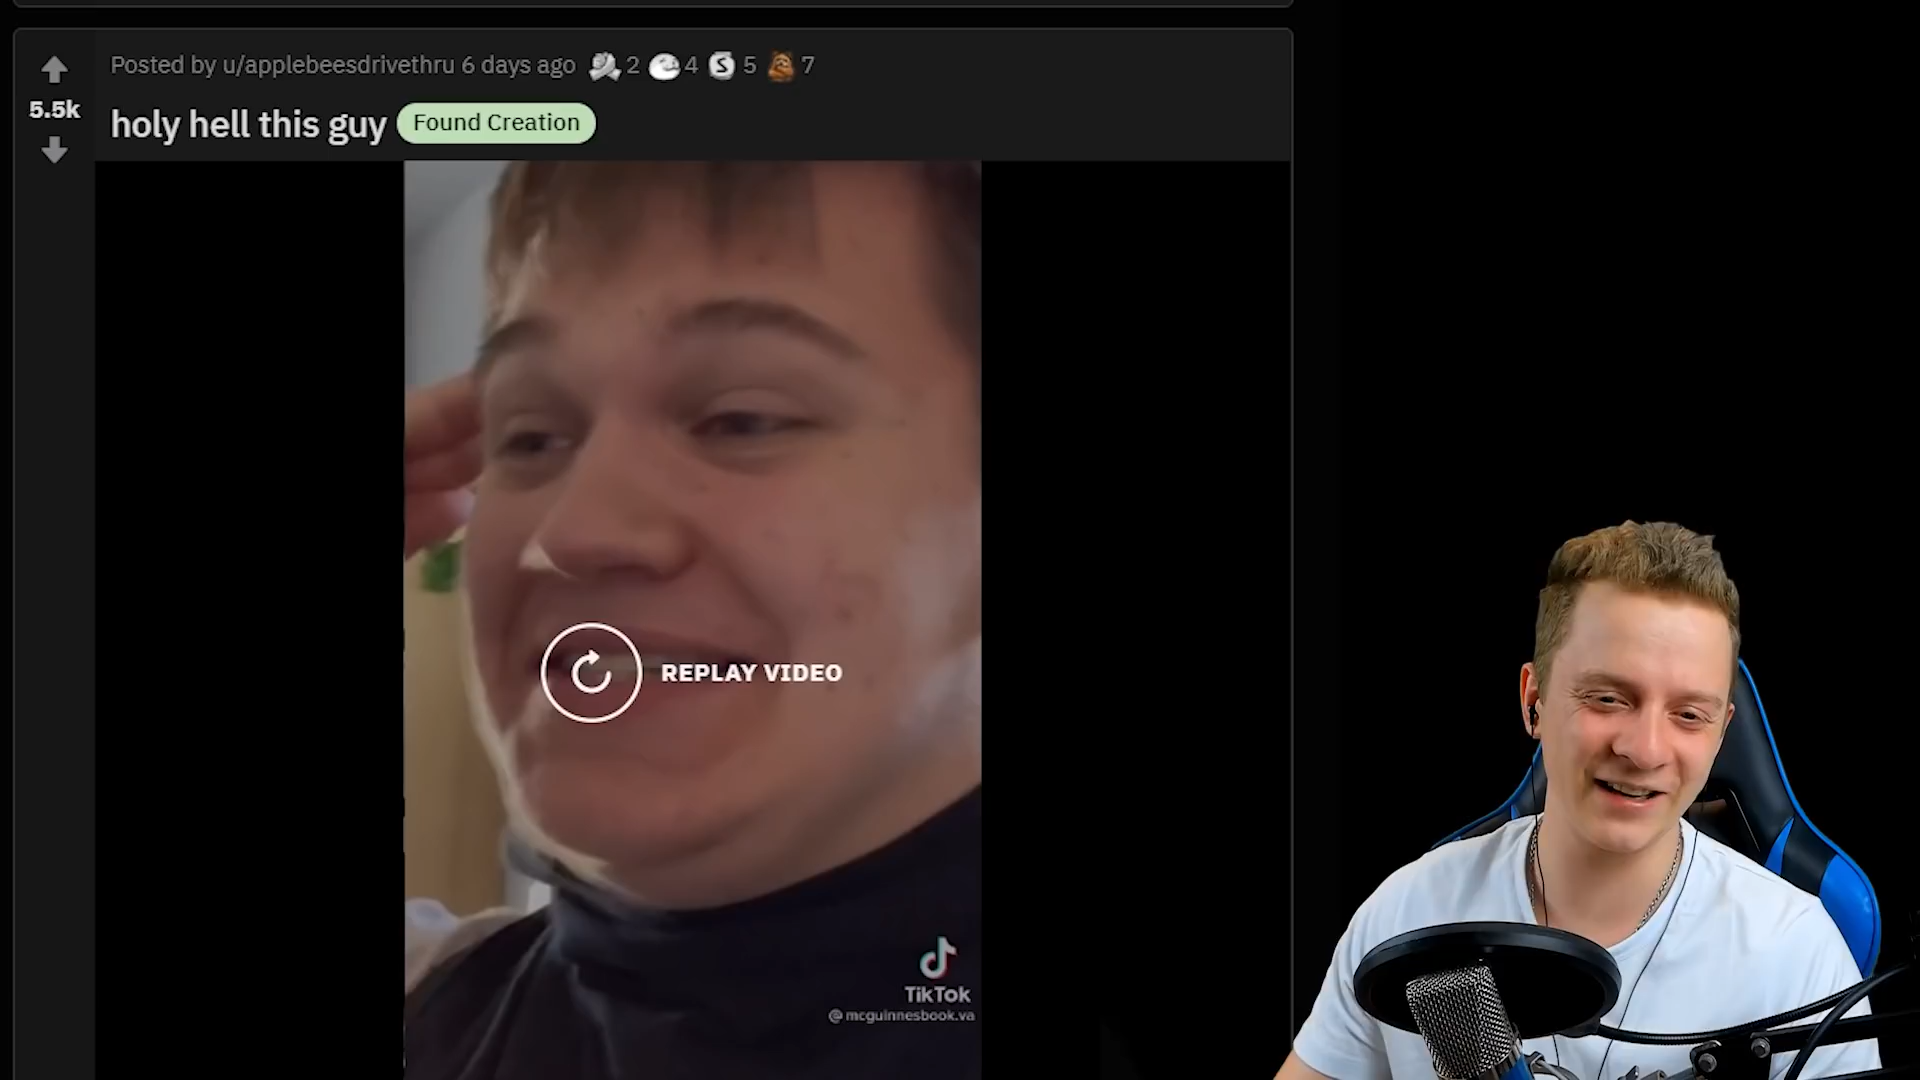 Posted by u/applebeesdrivethru 6 days ago 2 4 S 5 7
5.5k
holy hell this guy Found Creation
REPLAY VIDEO
TikTok
@mcguinnesbook.va